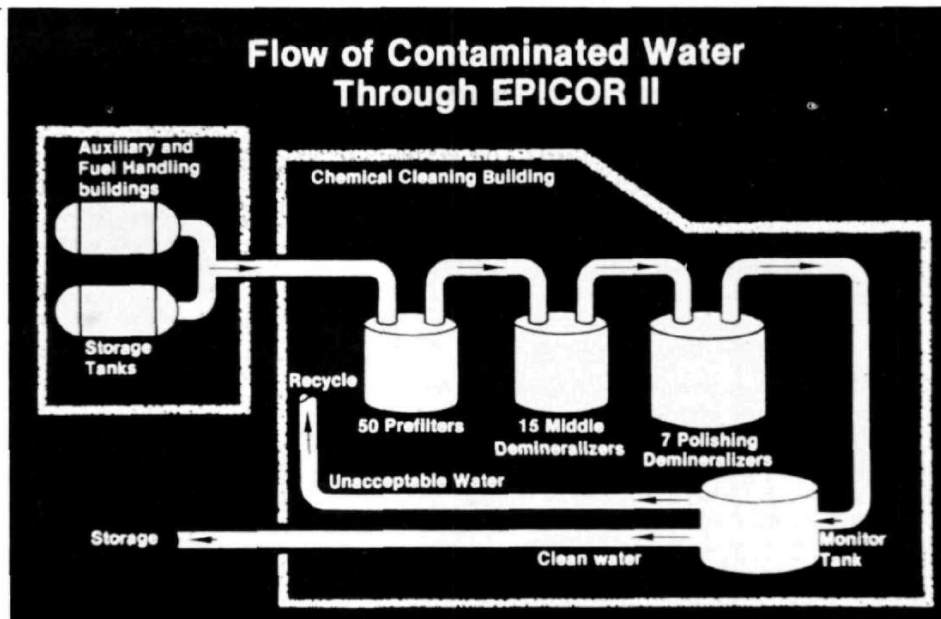 Flow of Contaminated Water
Through EPICOR II
Auxiliary and
Fuel Handling
buildings
Chemical Cleaning Building
Storage
Tanks
Recycle
50 Prefilters
15 Middle
Demineralizers
7 Polishing
Demineralizers
Unacceptable Water
Storage
Clean water
Monitor
Tank